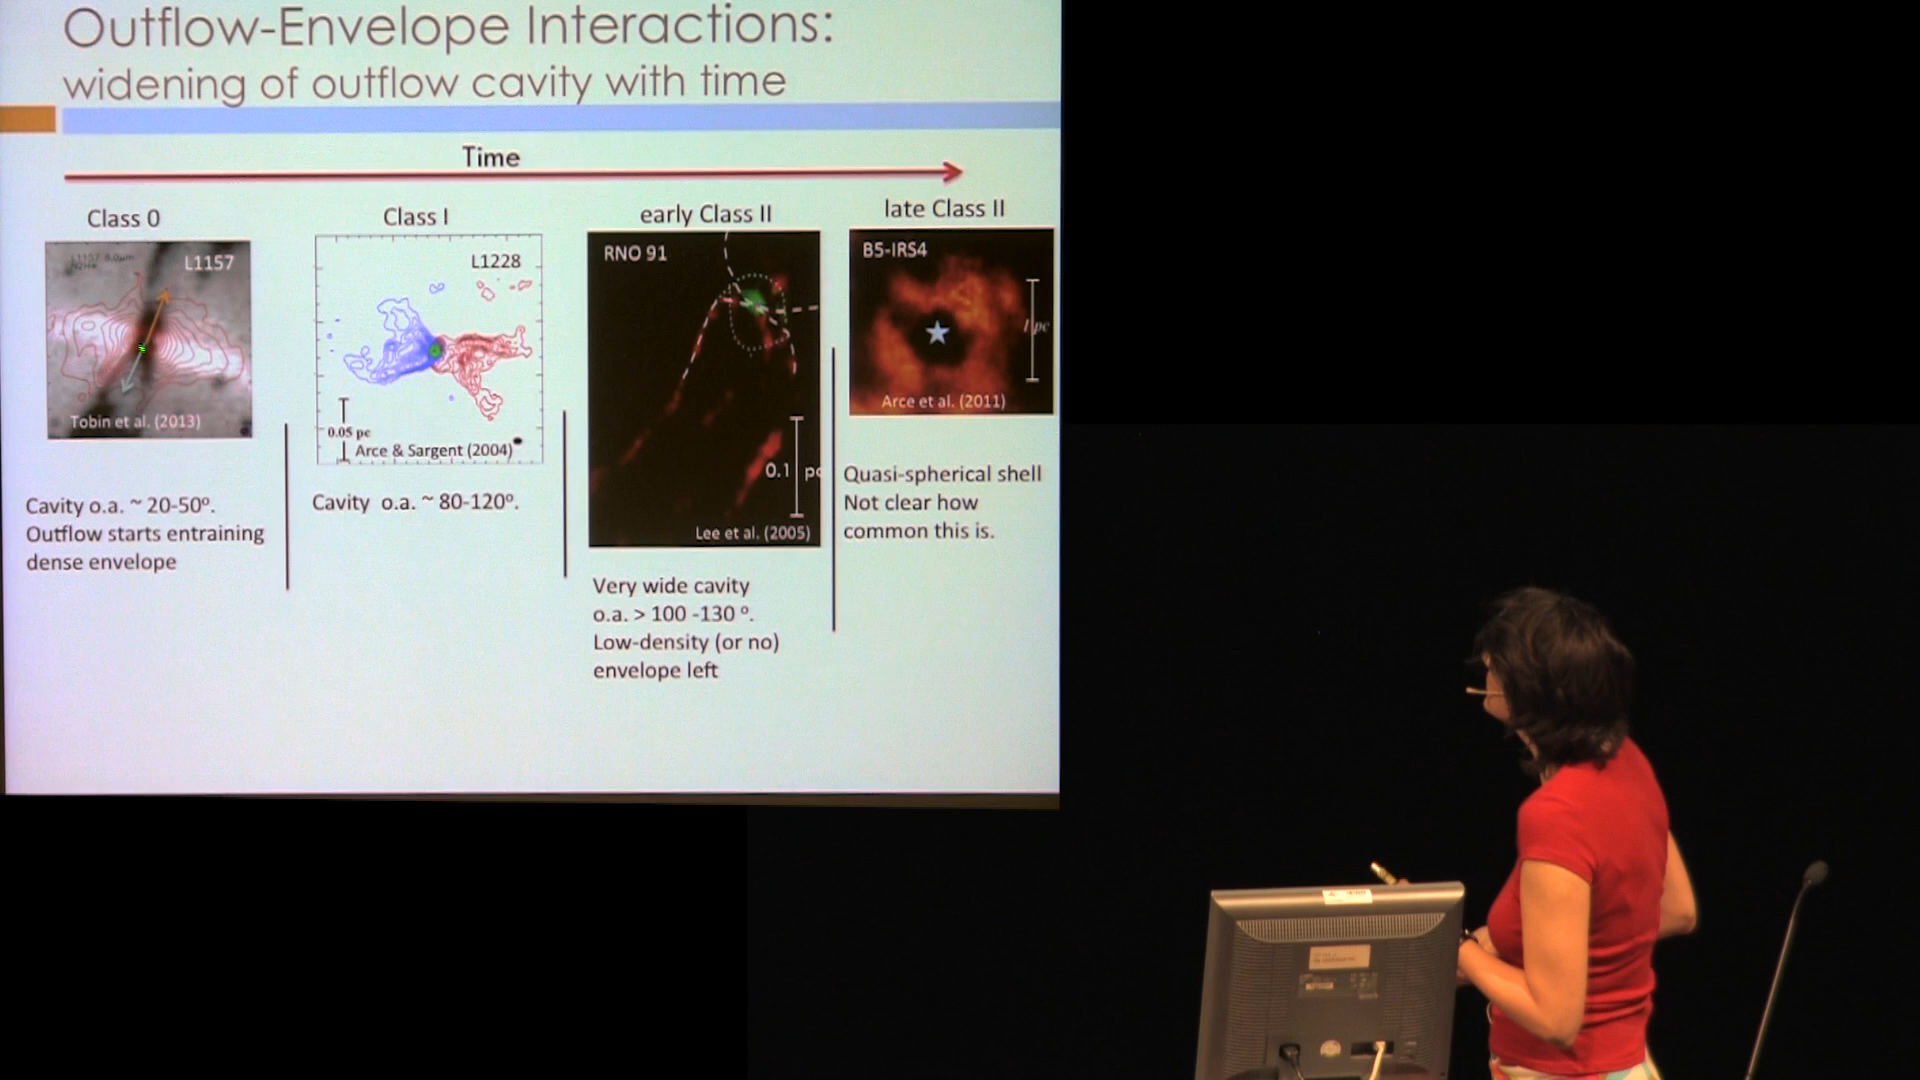 Outflow-Envelope Interactions:
widening of outflow cavity with time
Time
Class 0
Class I
early Class II
late Class II
L1157
L1228
RNO 91
B5-IRS4
1 pc
Tobin et al. (2013)
0.05 pc
Arce & Sargent (2004)
0.1 pc
Lee et al. (2005)
Arce et al. (2011)
Cavity o.a. ~ 20-50º.
Outflow starts entraining
dense envelope
Cavity o.a. ~ 80-120º.
Very wide cavity
o.a. > 100 -130 º.
Low-density (or no)
envelope left
Quasi-spherical shell
Not clear how
common this is.